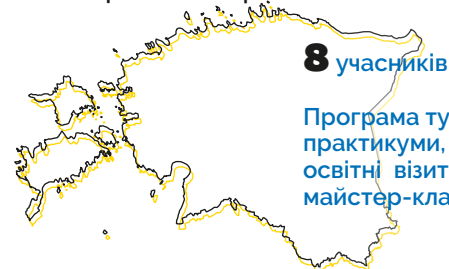 8 учасників
Програма ту
практикуми,
освітні візит
майстер-кла